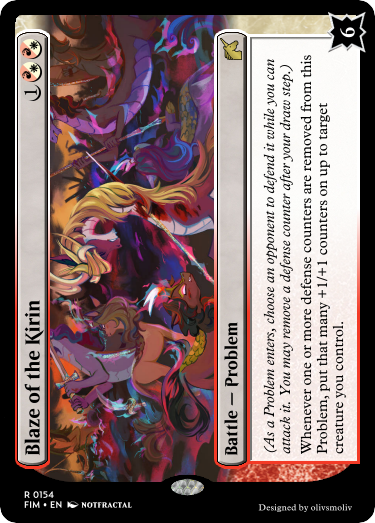 Blaze of the Kirin
1
Battle — Problem
(As a Problem enters, choose an opponent to defend it while you can
attack it. You may remove a defense counter after your draw step.)
Whenever one or more defense counters are removed from this
Problem, put that many +1/+1 counters on up to target
creature you control.
6
R 0154
FIM • EN NOTFRACTAL
Designed by olivsmoliv